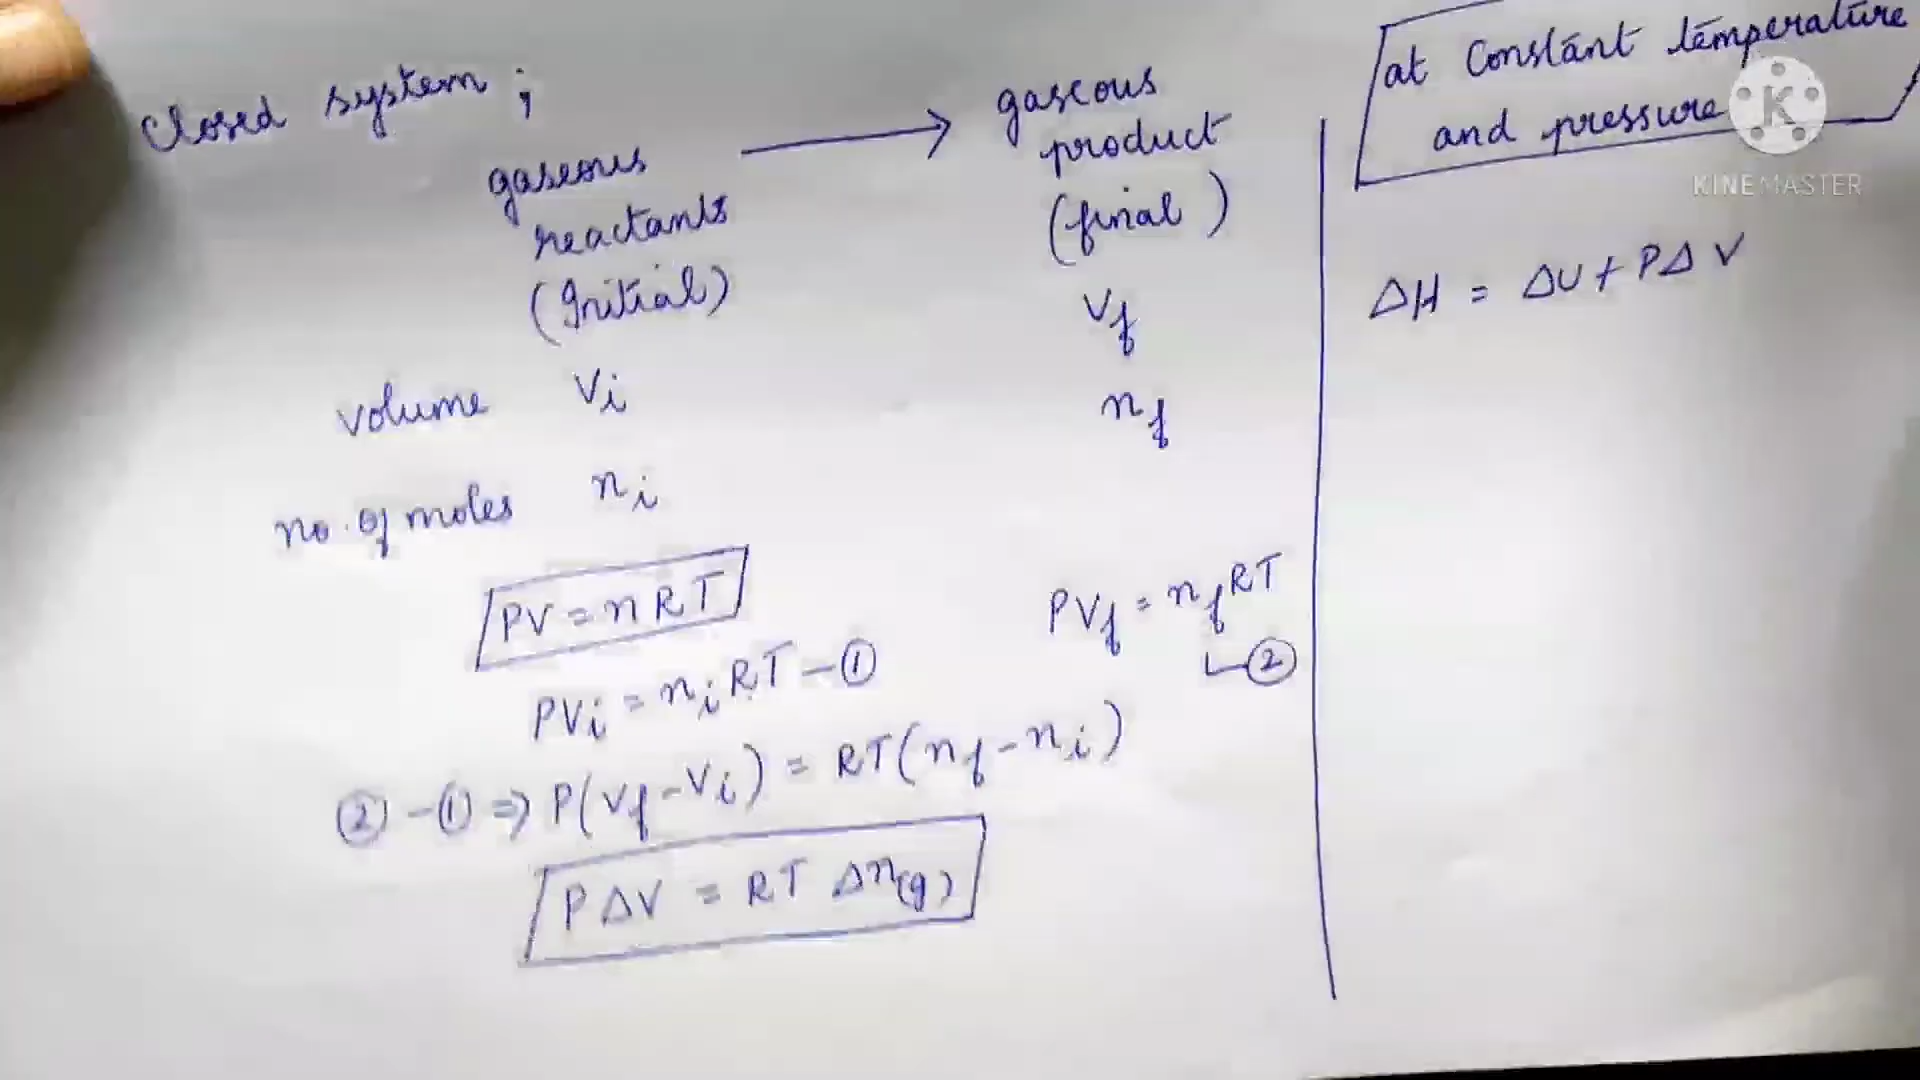 closed system ;
gaseous
reactants
(Initial)
⟶
gaseous
product
(final)
volume Vi Vf
no. of moles ni nf
PV = nRT
PVi = niRT — ①
PVf = nfRT
②
② - ① ⇒ P(Vf - Vi) = RT(nf - ni)
PΔV = RT Δn(g)
at Constant temperature
and pressure
K
KINEMASTER
ΔH = ΔU + PΔV